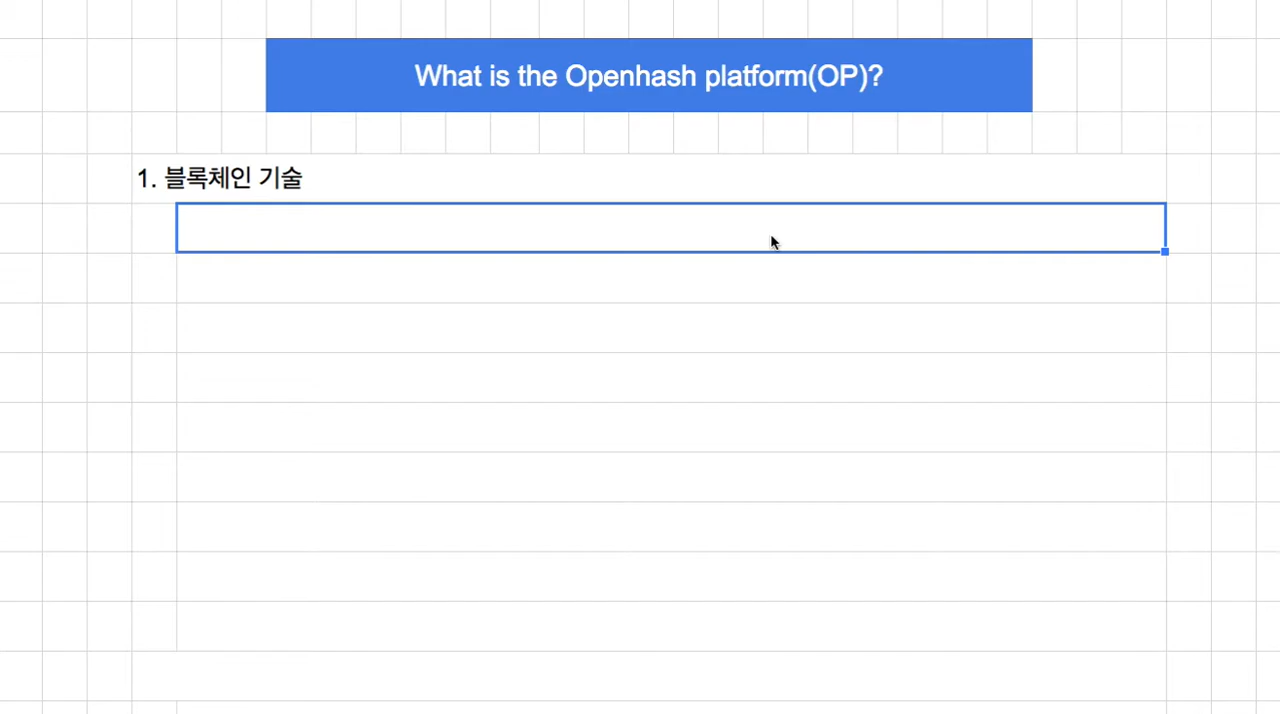 What is the Openhash platform(OP)?
1. 블록체인 기술